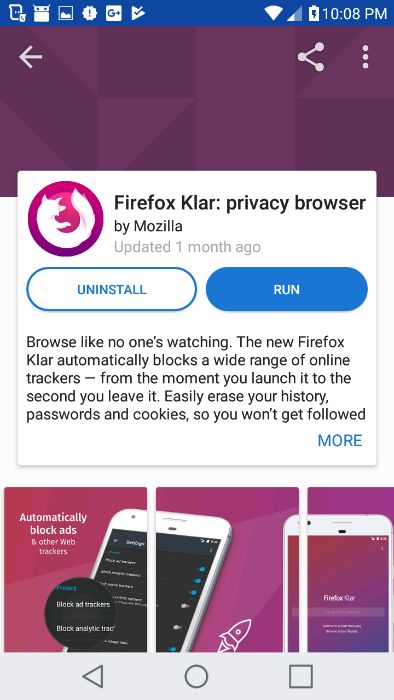 10:08 PM
Firefox Klar: privacy browser
by Mozilla
Updated 1 month ago
UNINSTALL
RUN
Browse like no one’s watching. The new Firefox
Klar automatically blocks a wide range of online
trackers — from the moment you launch it to the
second you leave it. Easily erase your history,
passwords and cookies, so you won’t get followed
MORE
Automatically
block ads
& other Web
trackers
Settings
Privacy
Block ad trackers
Block analytic trac
Firefox Klar